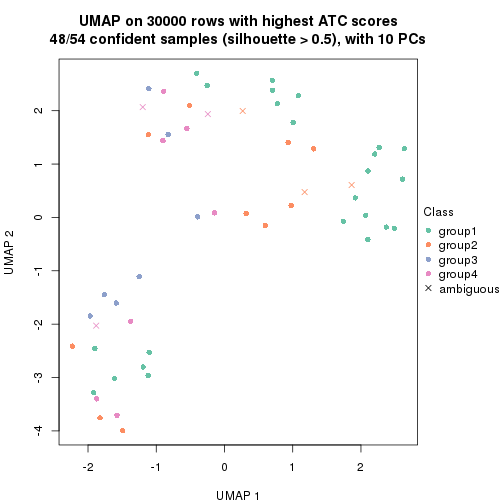 UMAP on 30000 rows with highest ATC scores
48/54 confident samples (silhouette > 0.5), with 10 PCs
2
1
0
-1
-2
-3
-4
UMAP 2
-2
-1
0
1
2
UMAP 1
Class
group1
group2
group3
group4
ambiguous